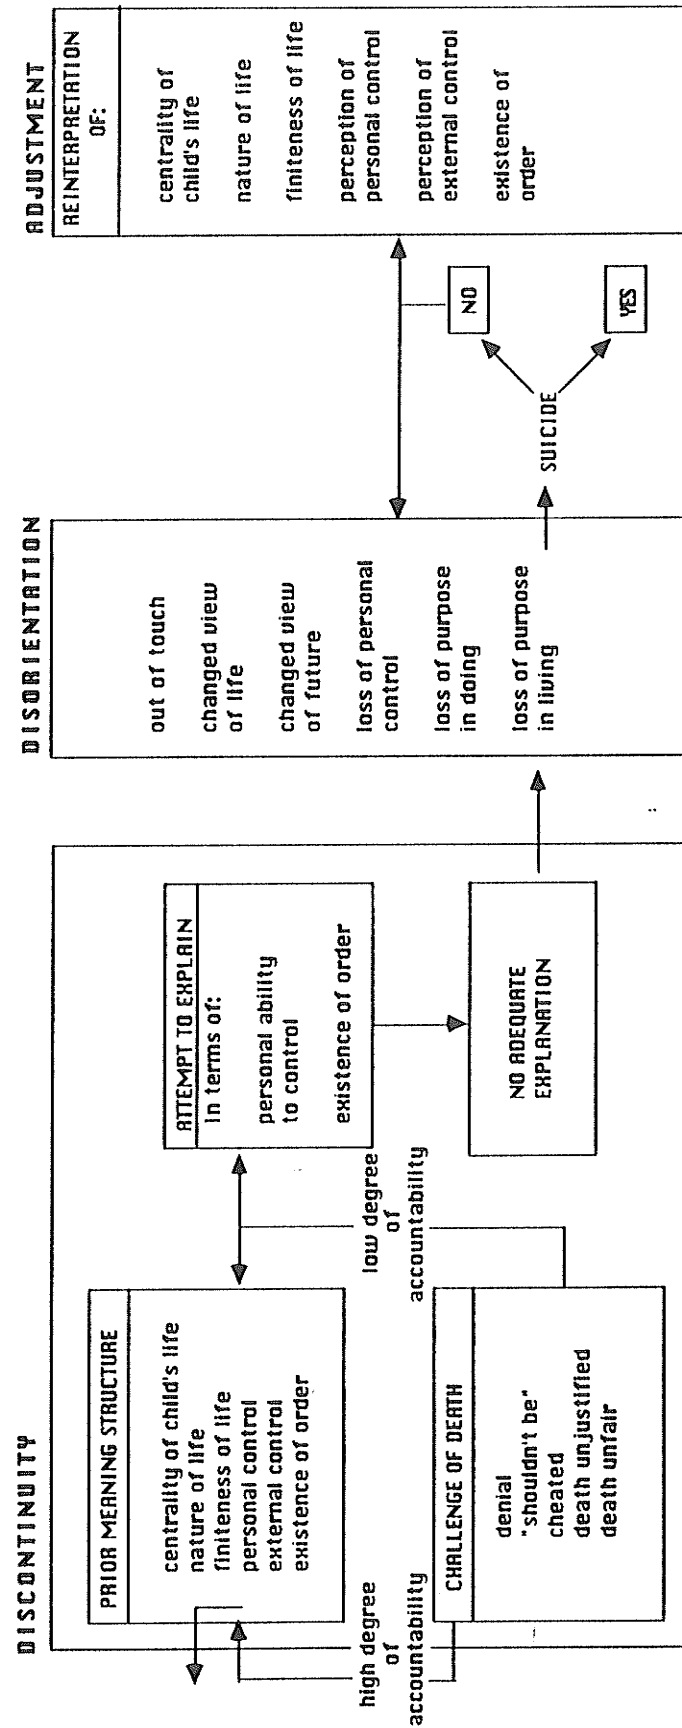 DISCONTINUITY
PRIOR MEANING STRUCTURE
centrality of child's life
nature of life
finiteness of life
personal control
external control
existence of order
high degree
of
accountability
CHALLENGE OF DEATH
denial
"shouldn't be"
cheated
death unjustified
death unfair
low degree
of
accountability
ATTEMPT TO EXPLAIN
in terms of:
personal ability
to control
existence of order
NO ADEQUATE
EXPLANATION
DISORIENTATION
out of touch
changed view
of life
changed view
of future
loss of personal
control
loss of purpose
in doing
loss of purpose
in living
SUICIDE
NO
YES
ADJUSTMENT
REINTERPRETATION
OF:
centrality of
child's life
nature of life
finiteness of life
perception of
personal control
perception of
external control
existence of
order